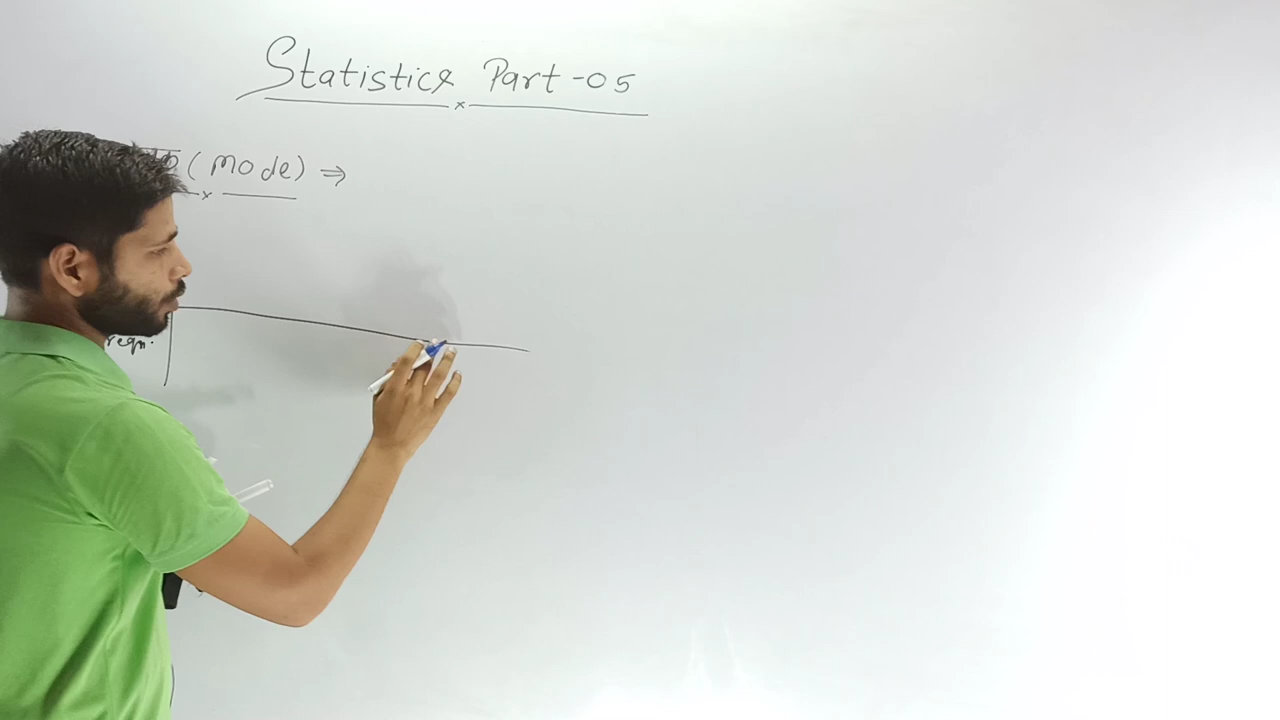 Statistics Part -05
(Mode) ⇒